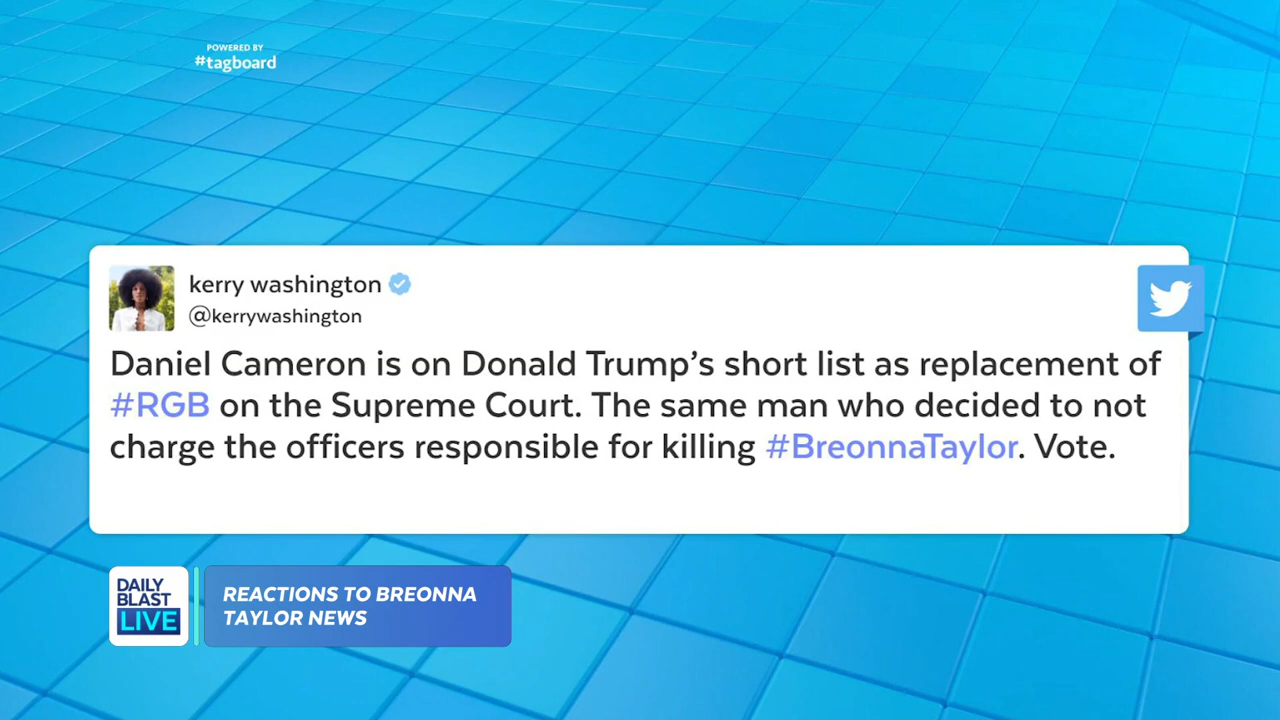 POWERED BY
#tagboard
kerry washington
@kerrywashington
Daniel Cameron is on Donald Trump’s short list as replacement of
#RGB on the Supreme Court. The same man who decided to not
charge the officers responsible for killing #BreonnaTaylor. Vote.
DAILY
BLAST
LIVE
REACTIONS TO BREONNA
TAYLOR NEWS